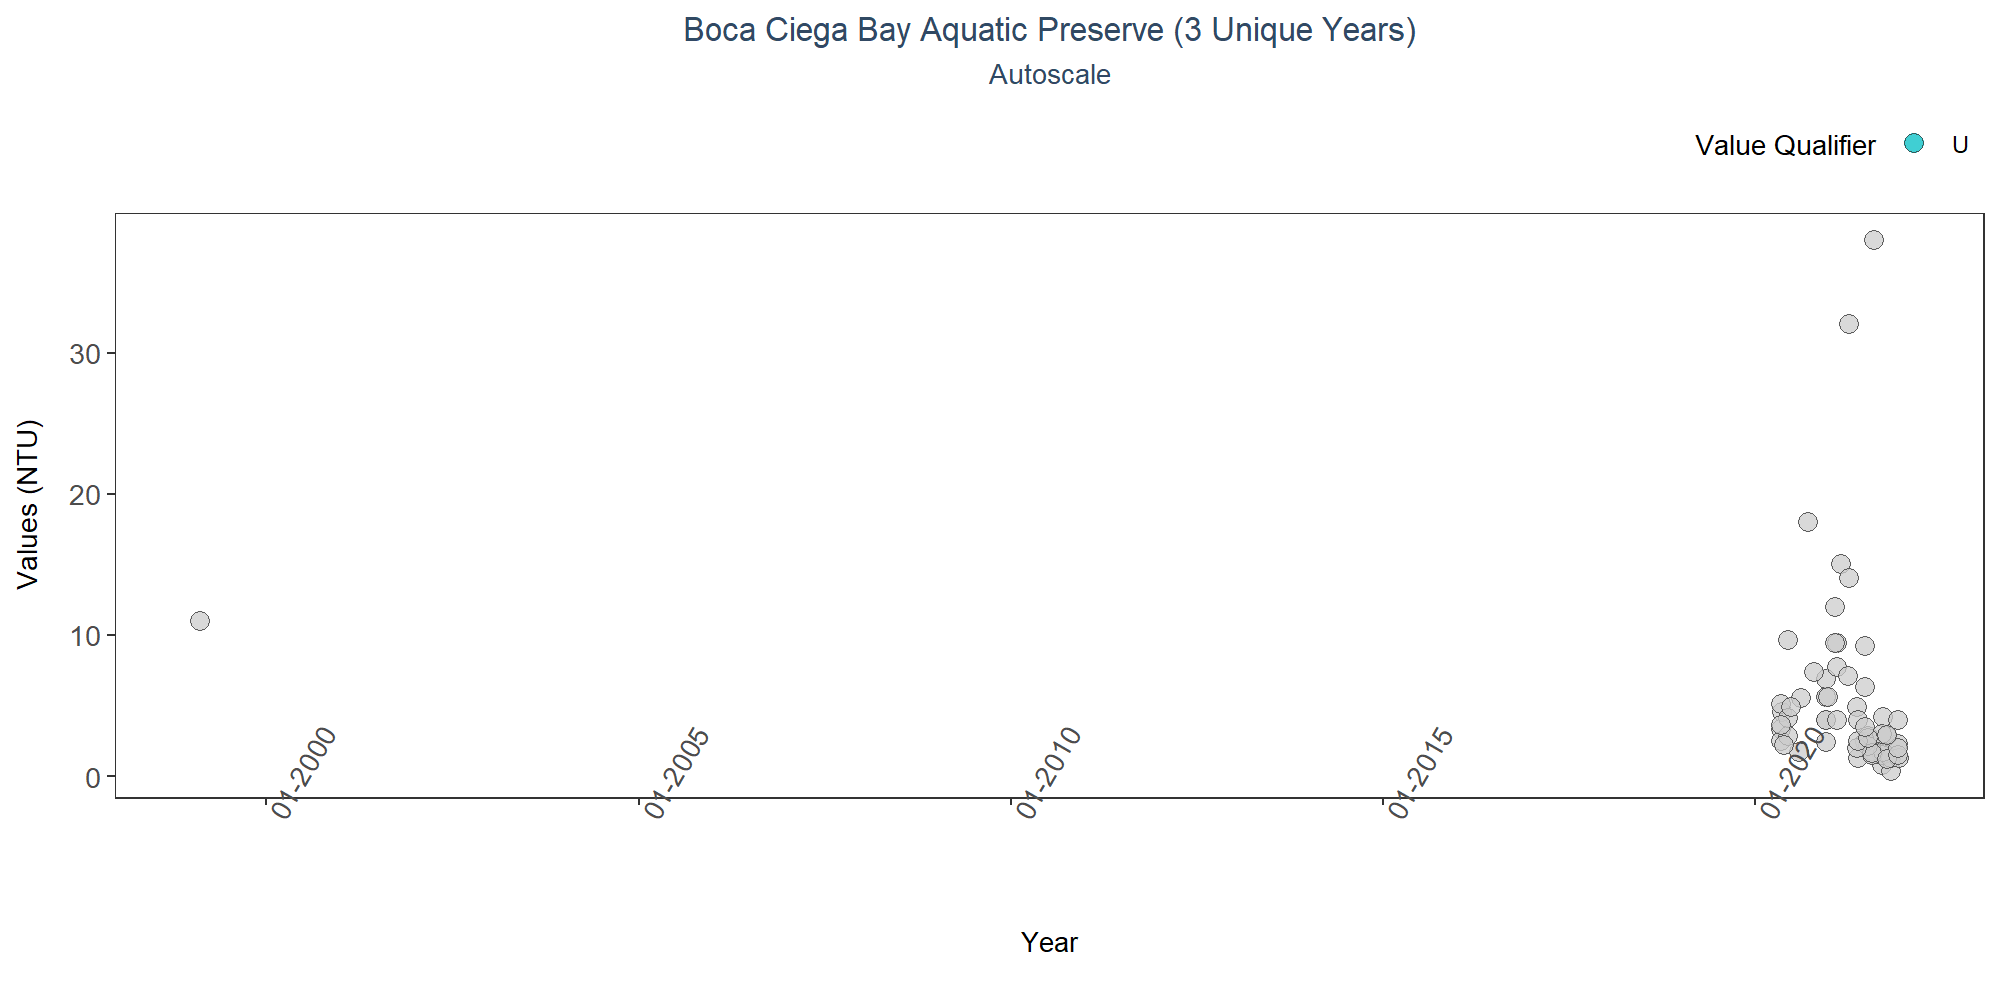 Boca Ciega Bay Aquatic Preserve (3 Unique Years)
Autoscale
Value Qualifier U
Values (NTU)
30
20
10
0
01-2000
01-2005
01-2010
01-2015
01-2020
Year